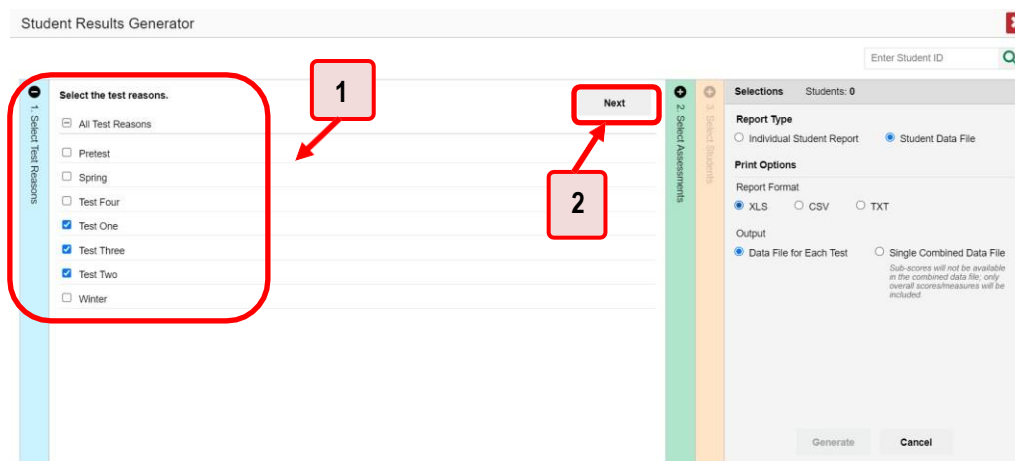 Student Results Generator
Enter Student ID
1. Select Test Reasons
Select the test reasons.
Next
All Test Reasons
Pretest
Spring
Test Four
Test One
Test Three
Test Two
Winter
1
2
2. Select Assessments
3. Select Students
Selections Students: 0
Report Type
Individual Student Report Student Data File
Print Options
Report Format
XLS CSV TXT
Output
Data File for Each Test Single Combined Data File
Sub-scores will not be available
in the combined data file; only
overall scores/measures will be
included.
Generate Cancel